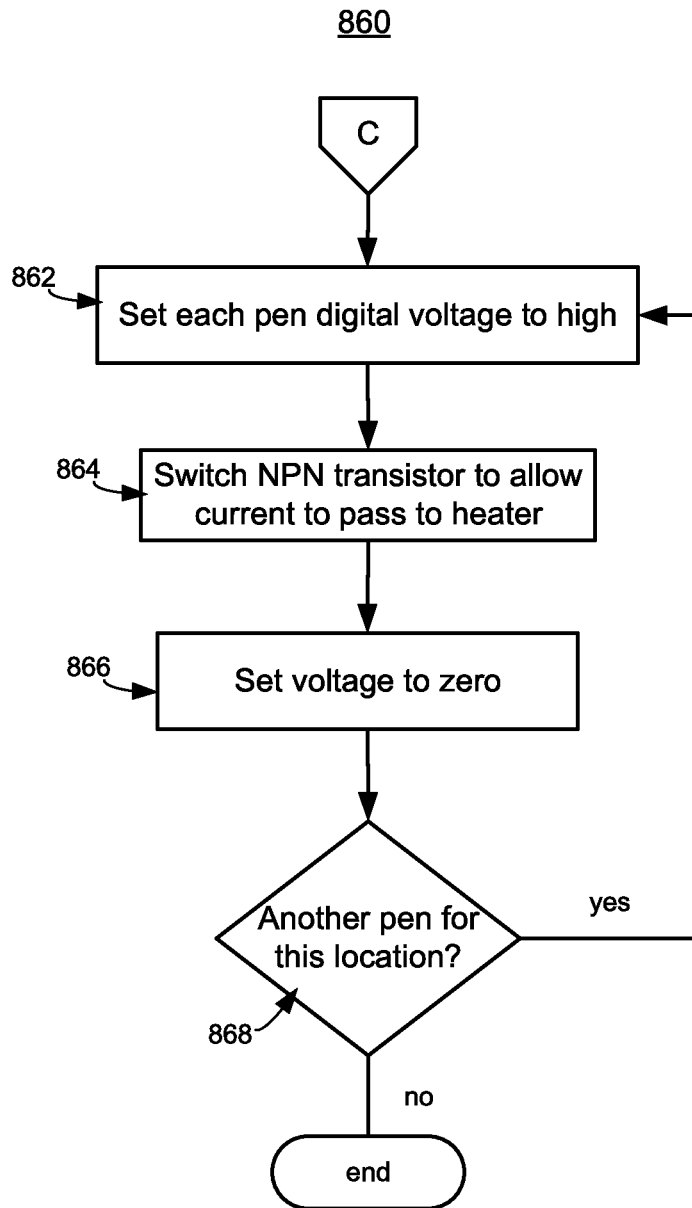 860
C
862
Set each pen digital voltage to high
864
Switch NPN transistor to allow
current to pass to heater
866
Set voltage to zero
Another pen for
this location?
yes
868
no
end